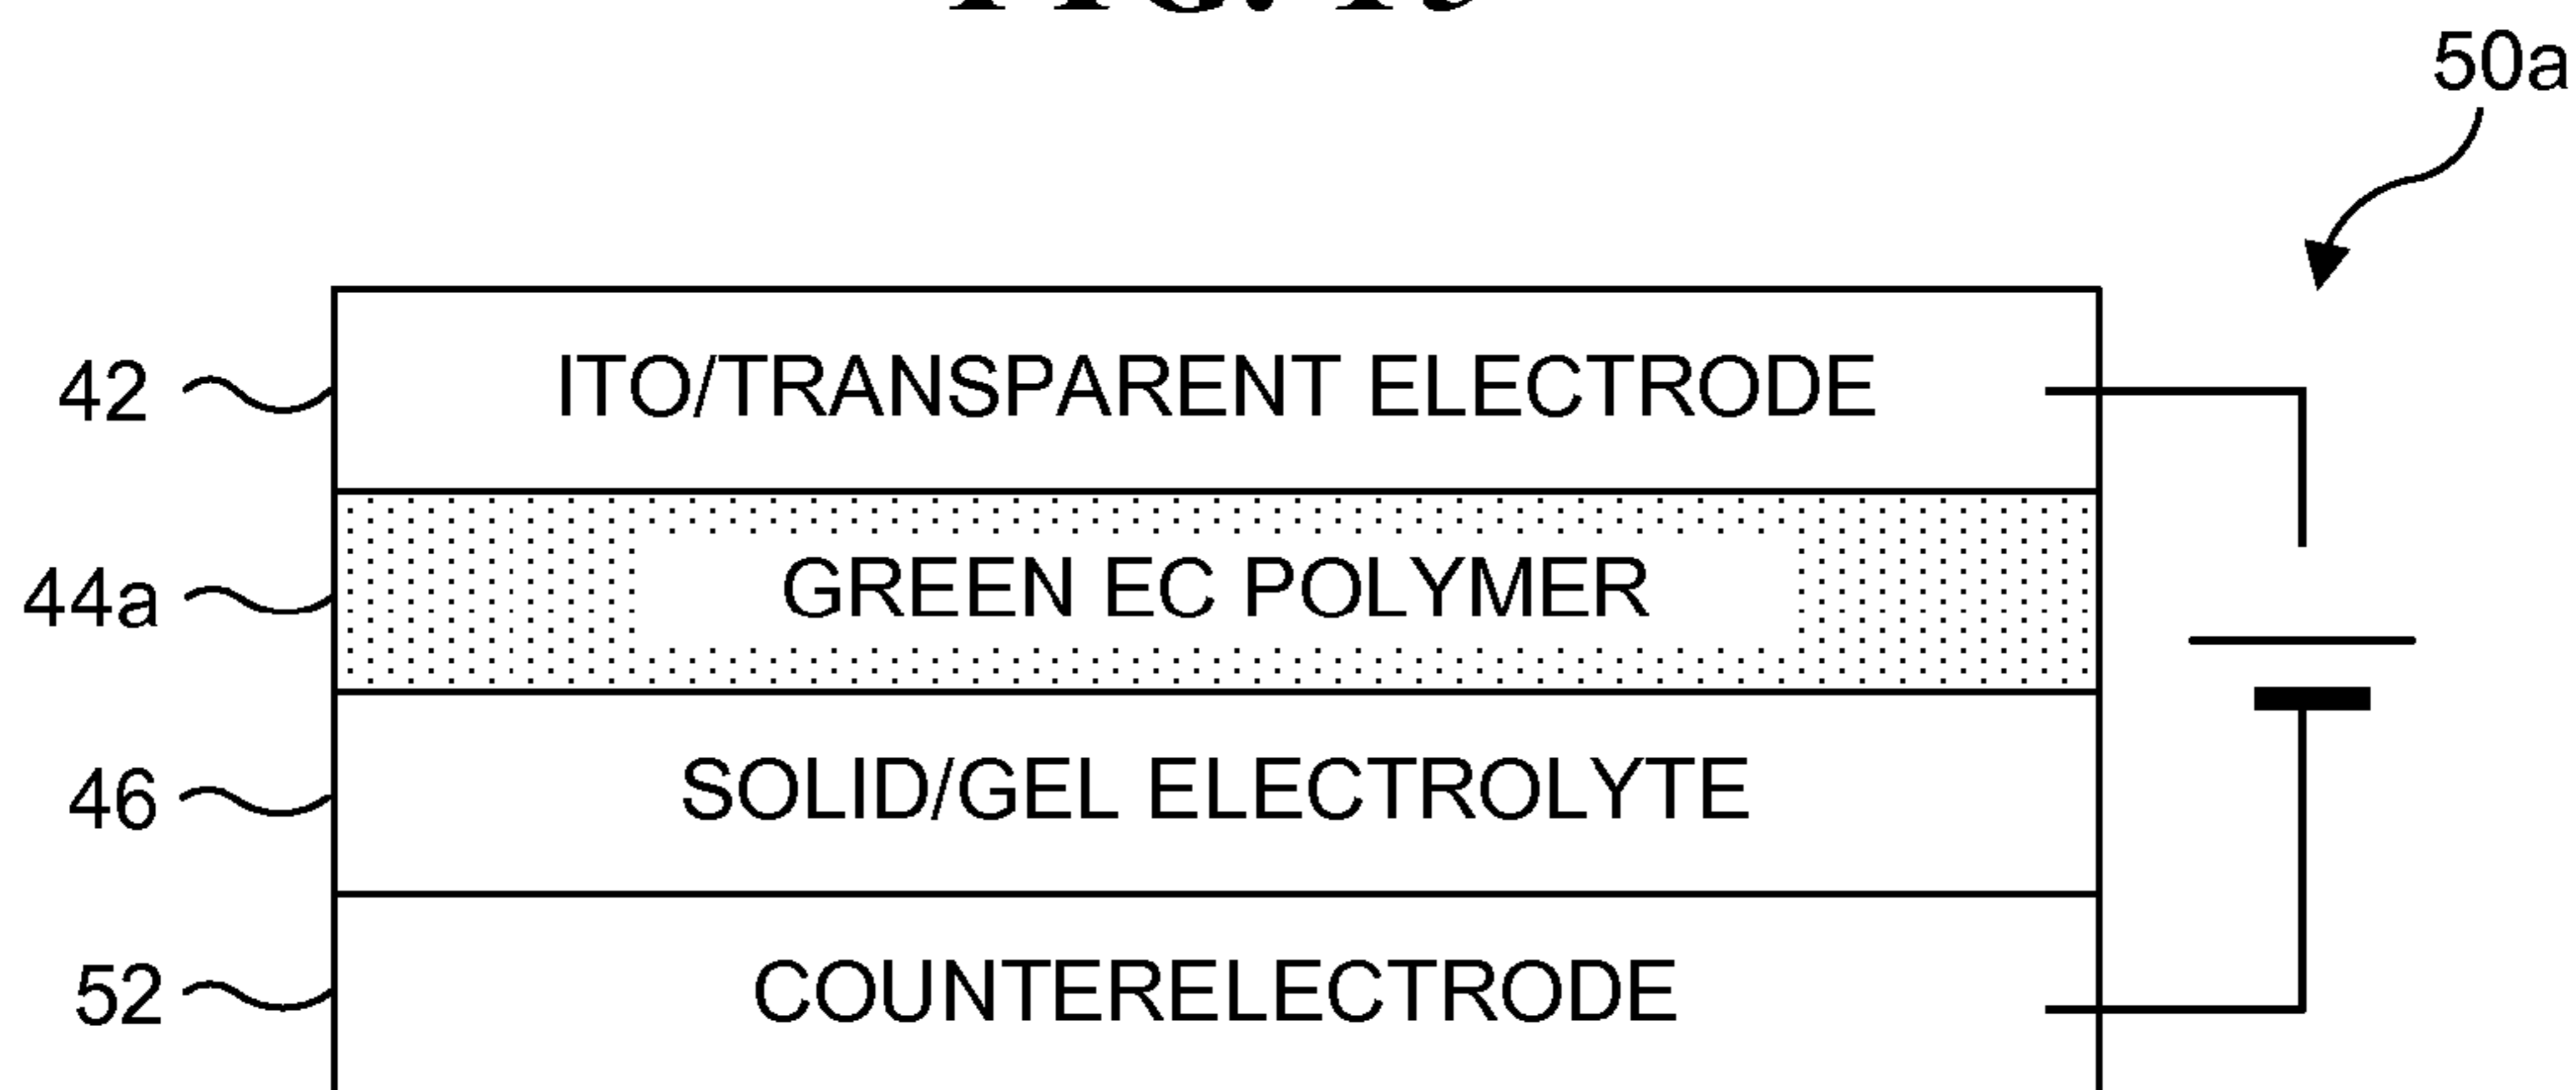 50a
42 ITO/TRANSPARENT ELECTRODE
44a GREEN EC POLYMER
46 SOLID/GEL ELECTROLYTE
52 COUNTERELECTRODE